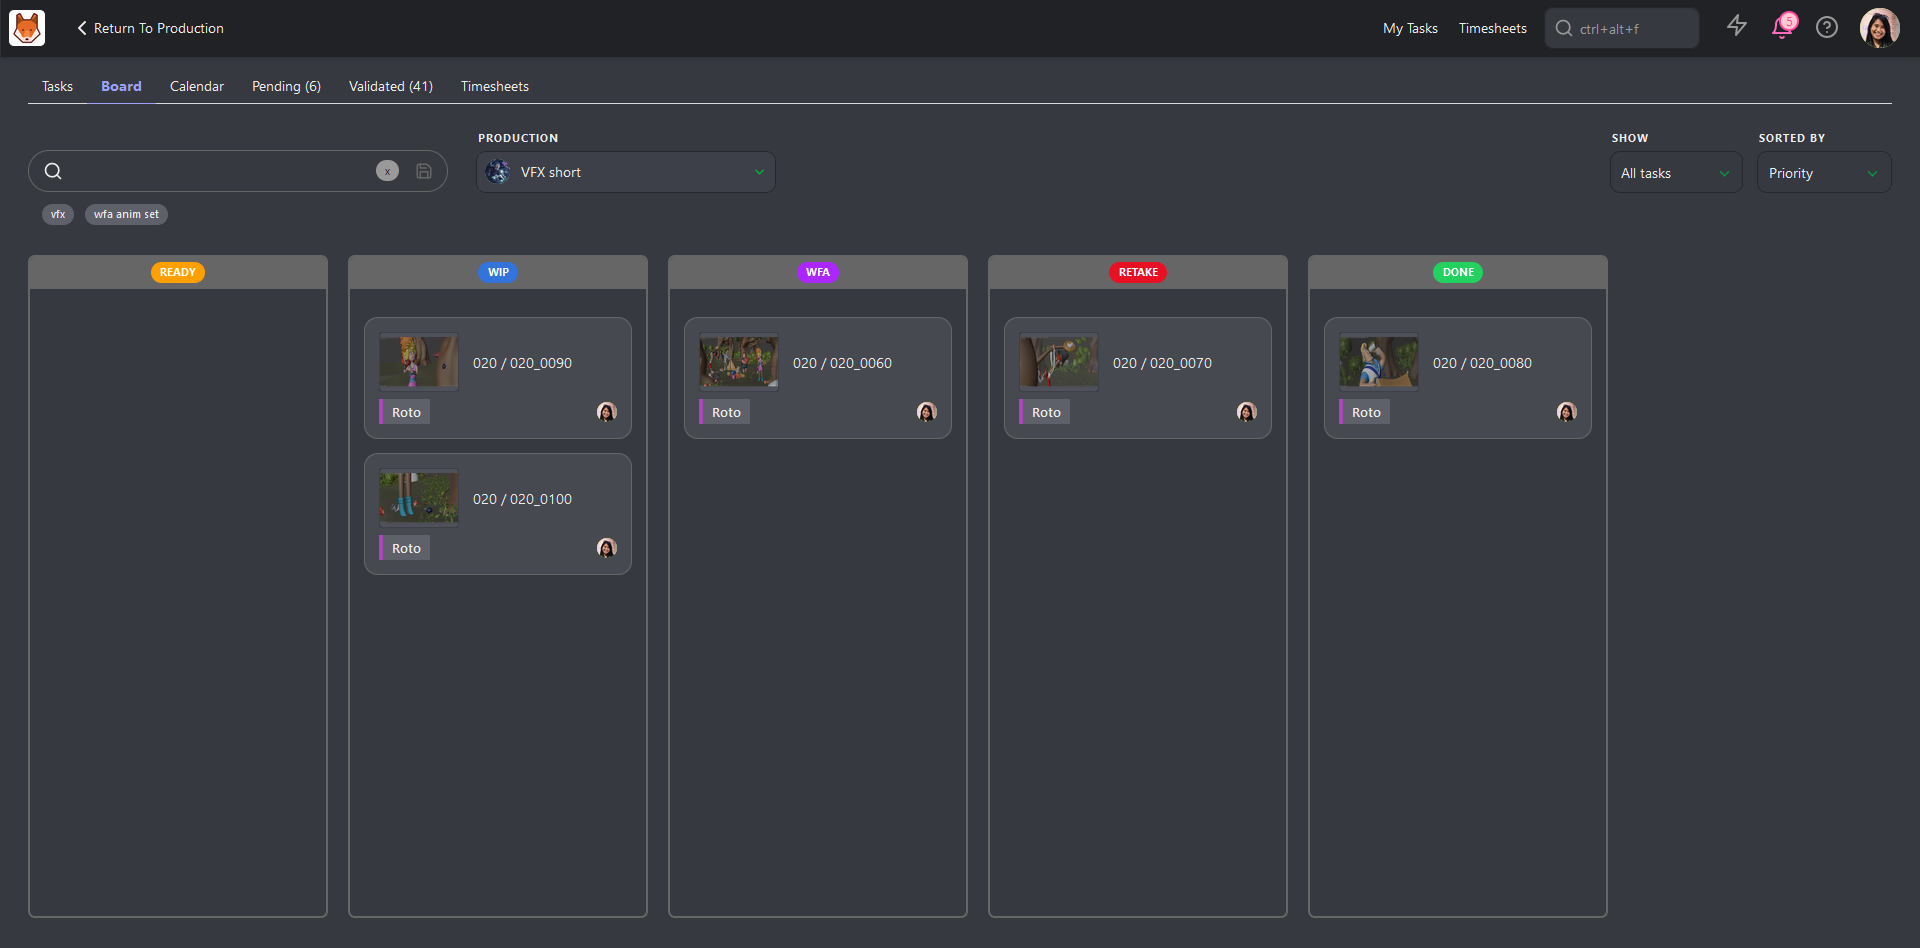 Return To Production
My Tasks
Timesheets
ctrl+alt+f
5
Tasks
Board
Calendar
Pending (6)
Validated (41)
Timesheets
PRODUCTION
SHOW
SORTED BY
x
VFX short
All tasks
Priority
vfx
wfa anim set
READY
WIP
WFA
RETAKE
DONE
020 / 020_0090
Roto
020 / 020_0100
Roto
020 / 020_0060
Roto
020 / 020_0070
Roto
020 / 020_0080
Roto